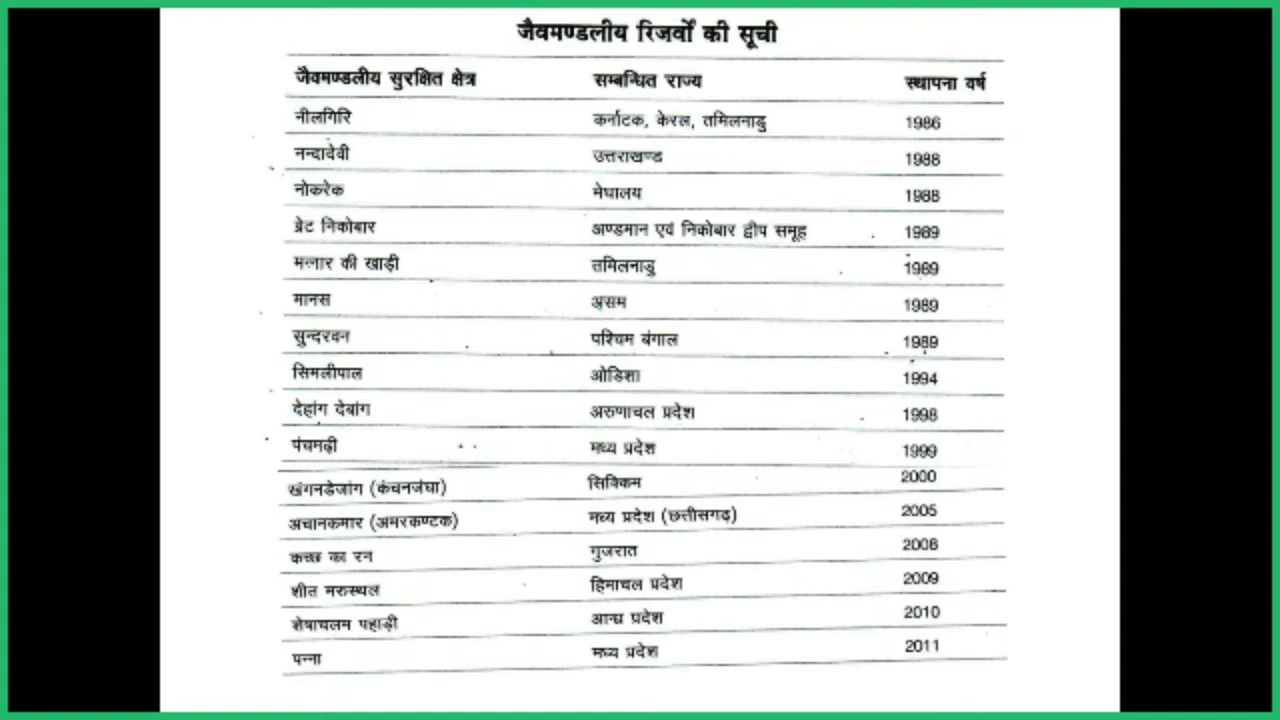 जैवमण्डलीय रिजर्वों की सूची
जैवमण्डलीय सुरक्षित क्षेत्र सम्बन्धित राज्य स्थापना वर्ष
नीलगिरि कर्नाटक, केरल, तमिलनाडु 1986
नन्दादेवी उत्तराखण्ड 1988
नोकरेक मेघालय 1988
ग्रेट निकोबार अण्डमान एवं निकोबार द्वीप समूह 1989
मन्नार की खाड़ी तमिलनाडु 1989
मानस असम 1989
सुन्दरवन पश्चिम बंगाल 1989
सिमलीपाल ओडिशा 1994
देहांग देबांग अरुणाचल प्रदेश 1998
पंचमढ़ी मध्य प्रदेश 1999
खंगनडेजांग (कंचनजंघा) सिक्किम 2000
अचानकमार (अमरकण्टक) मध्य प्रदेश (छत्तीसगढ़) 2005
कच्छ का रन गुजरात 2008
शीत मरुस्थल हिमाचल प्रदेश 2009
शेषाचलम पहाड़ी आन्ध्र प्रदेश 2010
पन्ना मध्य प्रदेश 2011